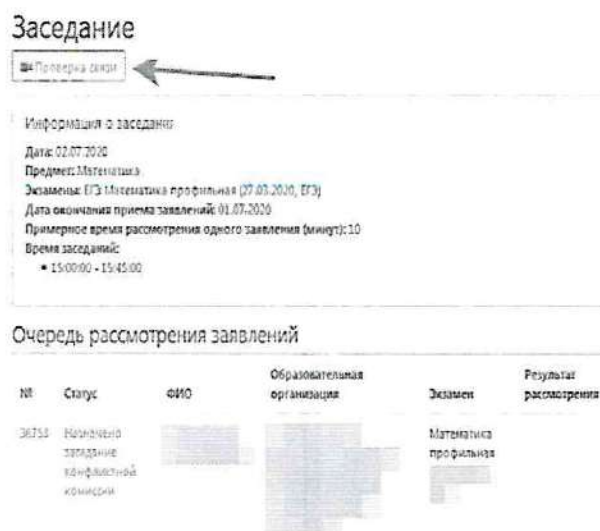 Заседание
Проверка связи
Информация о заседании
Дата: 02.07.2020
Предмет: Математика
Экзамены: ЕГЭ Математика профильная (27.03.2020, ЕГЭ)
Дата окончания приема заявлений: 01.07.2020
Примерное время рассмотрения одного заявления (минут): 10
Время заседаний:
• 15:00:00 - 15:45:00
Очередь рассмотрения заявлений
№ Статус ФИО Образовательная организация Экзамен Результат рассмотрения
36753 Назначено заседание конфликтной комиссии Математика профильная